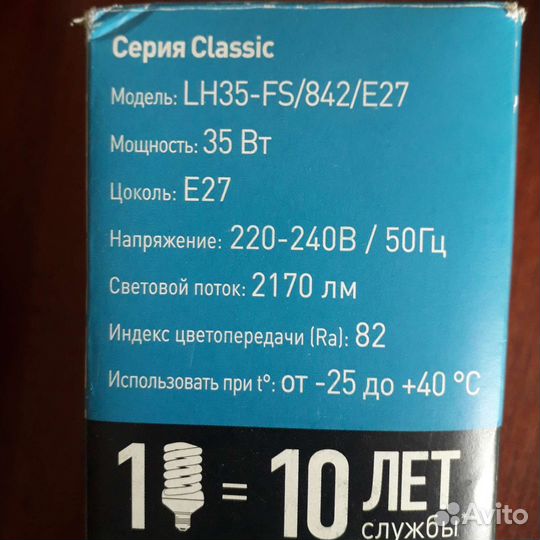 Серия Classic
Модель: LH35-FS/842/E27
Мощность: 35 Вт
Цоколь: E27
Напряжение: 220-240В / 50Гц
Световой поток: 2170 лм
Индекс цветопередачи (Ra): 82
Использовать при t°: от -25 до +40 °C
1 = 10 ЛЕТ
службы
Avito